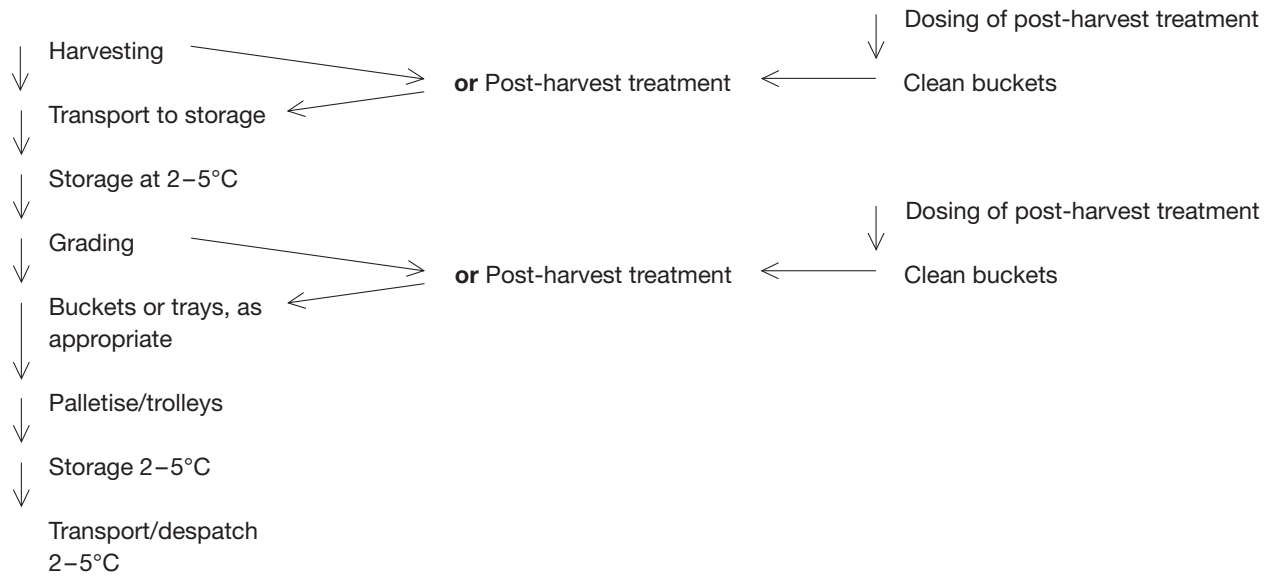 Dosing of post-harvest treatment
Harvesting
or Post-harvest treatment
Clean buckets
Transport to storage
Storage at 2–5°C
Dosing of post-harvest treatment
Grading
or Post-harvest treatment
Clean buckets
Buckets or trays, as
appropriate
Palletise/trolleys
Storage 2–5°C
Transport/despatch
2–5°C